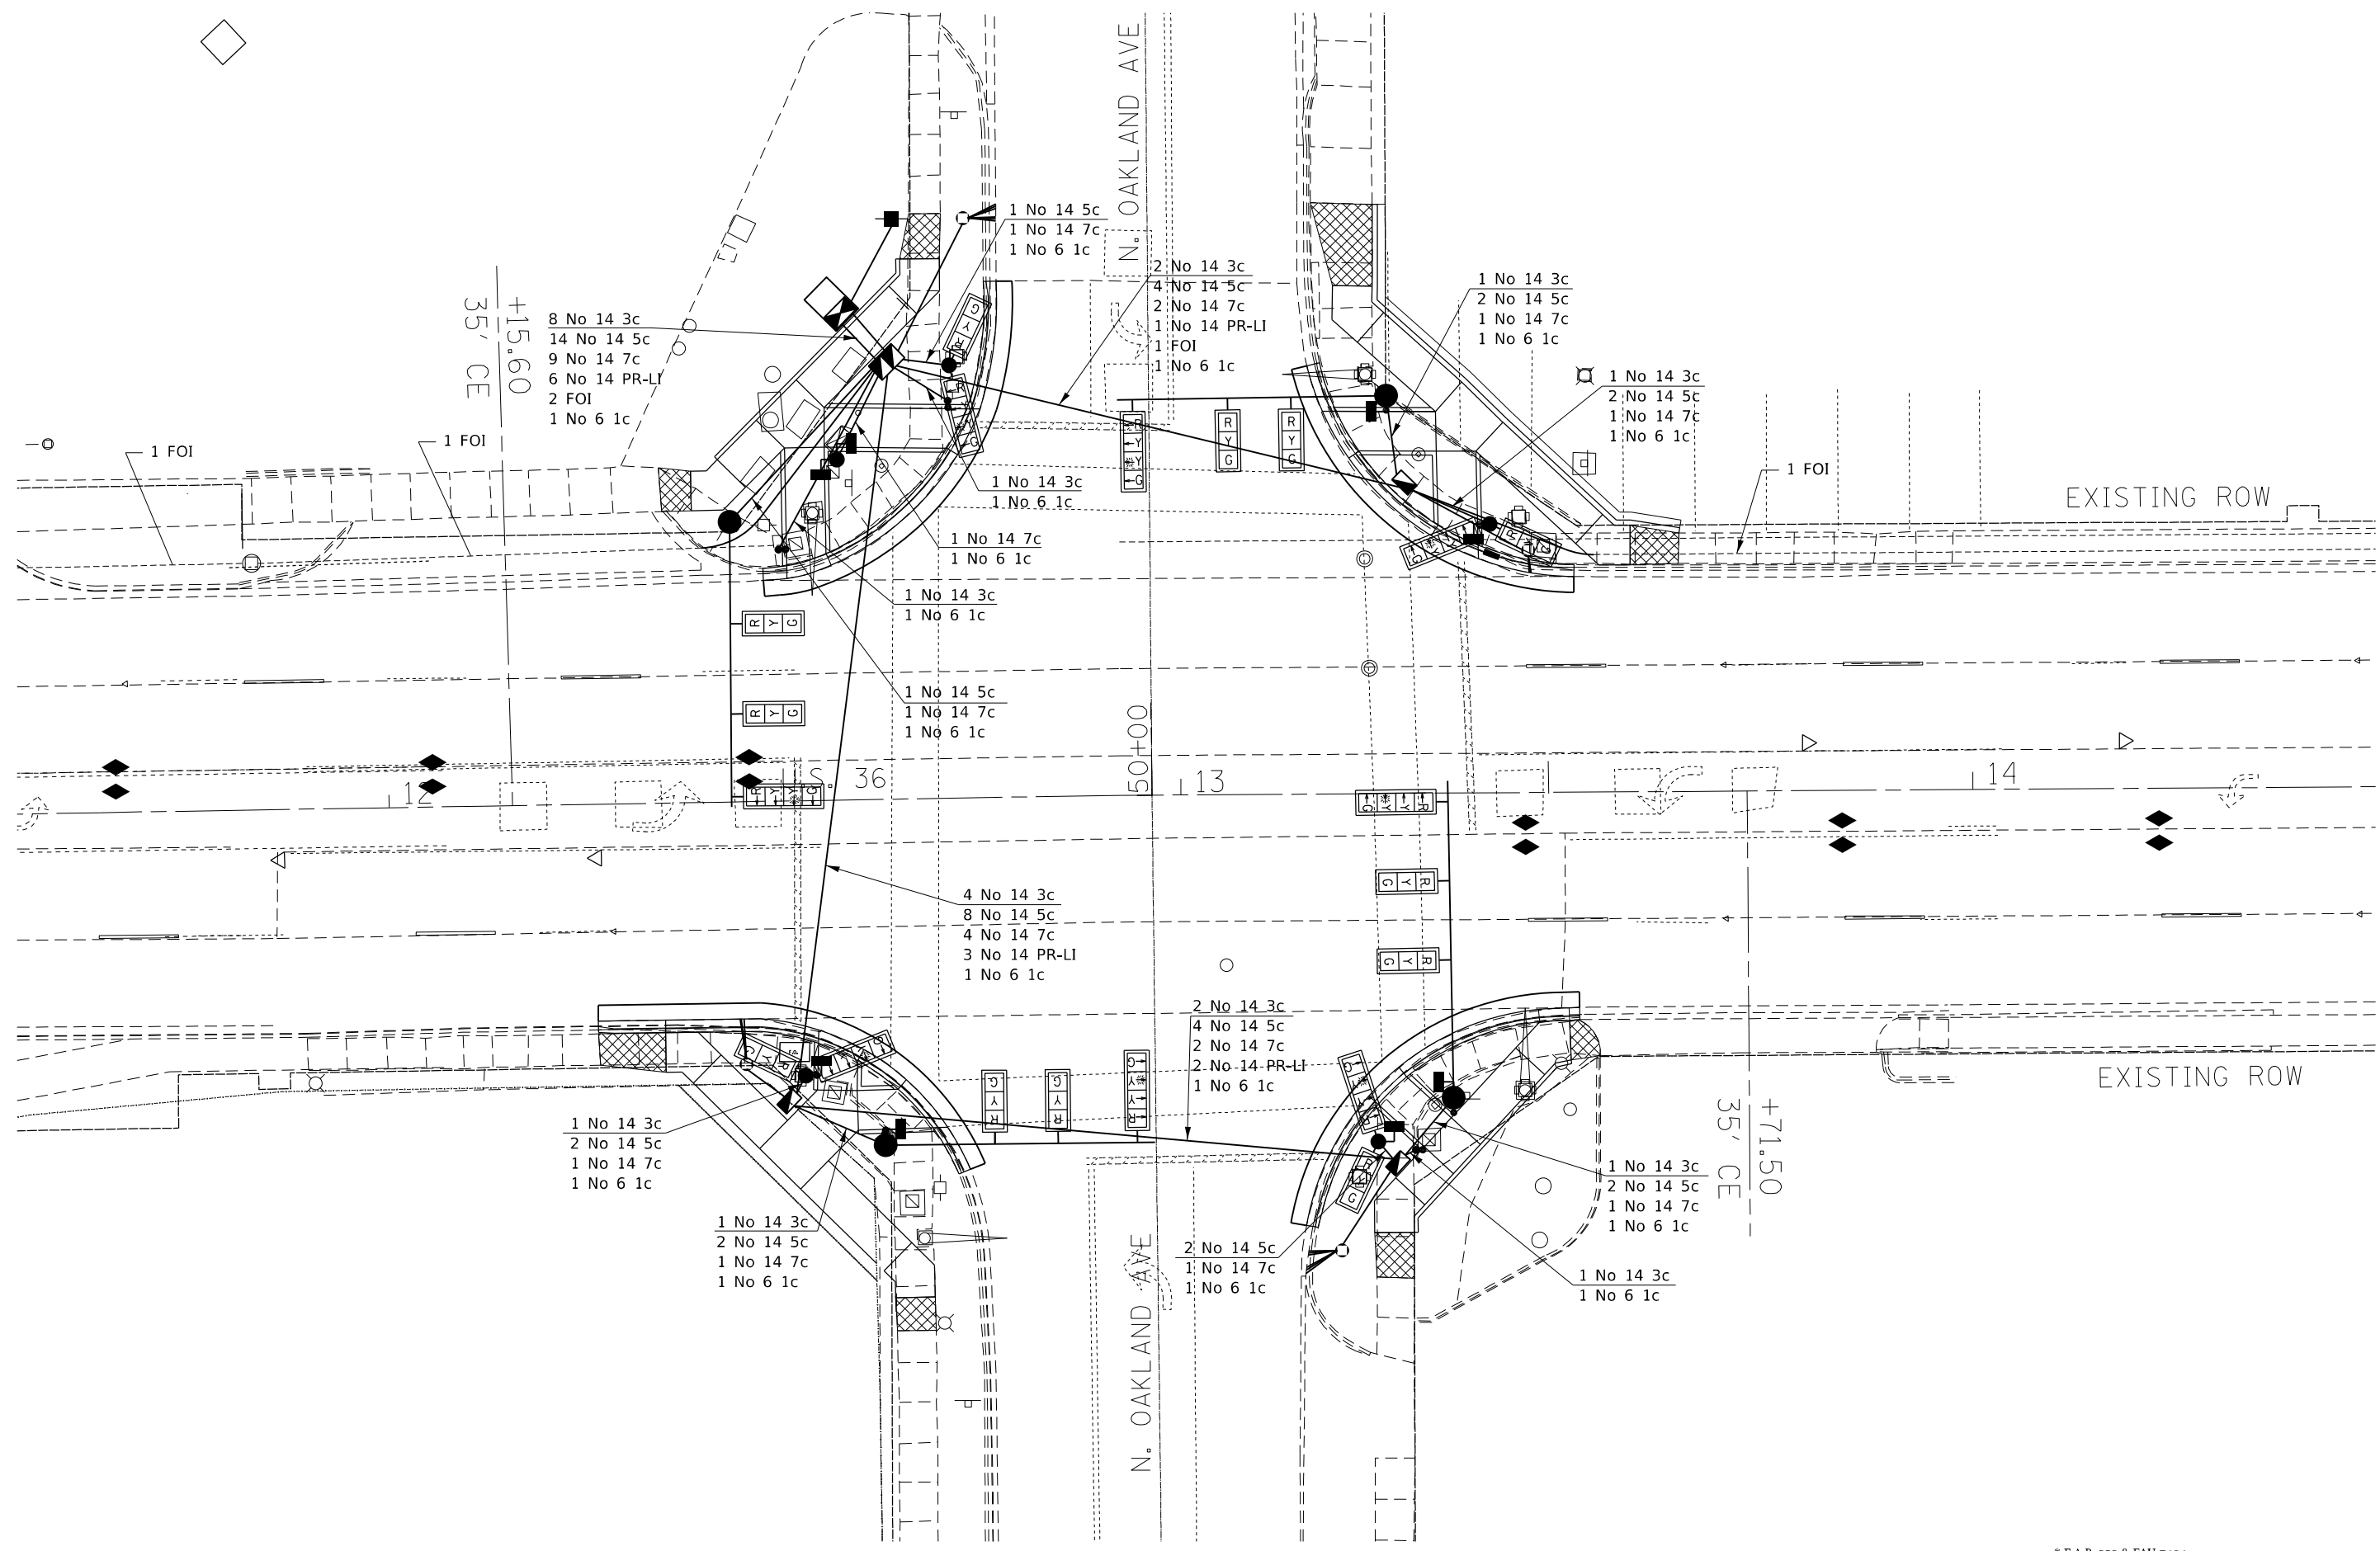 N. OAKLAND AVE
1 No 14 5c
1 No 14 7c
1 No 6 1c
2 No 14 3c
4 No 14 5c
2 No 14 7c
1 No 14 PR-LI
1 FOI
1 No 6 1c
1 No 14 3c
2 No 14 5c
1 No 14 7c
1 No 6 1c
+15.60
35' CE
8 No 14 3c
14 No 14 5c
9 No 14 7c
6 No 14 PR-LI
2 FOI
1 No 6 1c
1 No 14 3c
2 No 14 5c
1 No 14 7c
1 No 6 1c
1 FOI
1 FOI
1 FOI
EXISTING ROW
G Y R
R Y Y G
R Y G
R Y G
1 No 14 3c
1 No 6 1c
1 No 14 7c
1 No 6 1c
1 No 14 3c
1 No 6 1c
R Y G
1 No 14 5c
1 No 14 7c
1 No 6 1c
R Y G
50+00
12
U.S. 36
13
14
R Y Y G
G Y Y R
G Y R
4 No 14 3c
8 No 14 5c
4 No 14 7c
3 No 14 PR-LI
1 No 6 1c
G Y R
2 No 14 3c
4 No 14 5c
2 No 14 7c
2 No 14 PR-LI
1 No 6 1c
G Y R
G Y R
G Y Y R
EXISTING ROW
+71.50
35' CE
1 No 14 3c
2 No 14 5c
1 No 14 7c
1 No 6 1c
1 No 14 3c
2 No 14 5c
1 No 14 7c
1 No 6 1c
1 No 14 3c
2 No 14 5c
1 No 14 7c
1 No 6 1c
2 No 14 5c
1 No 14 7c
1 No 6 1c
1 No 14 3c
1 No 6 1c
N. OAKLAND AVE